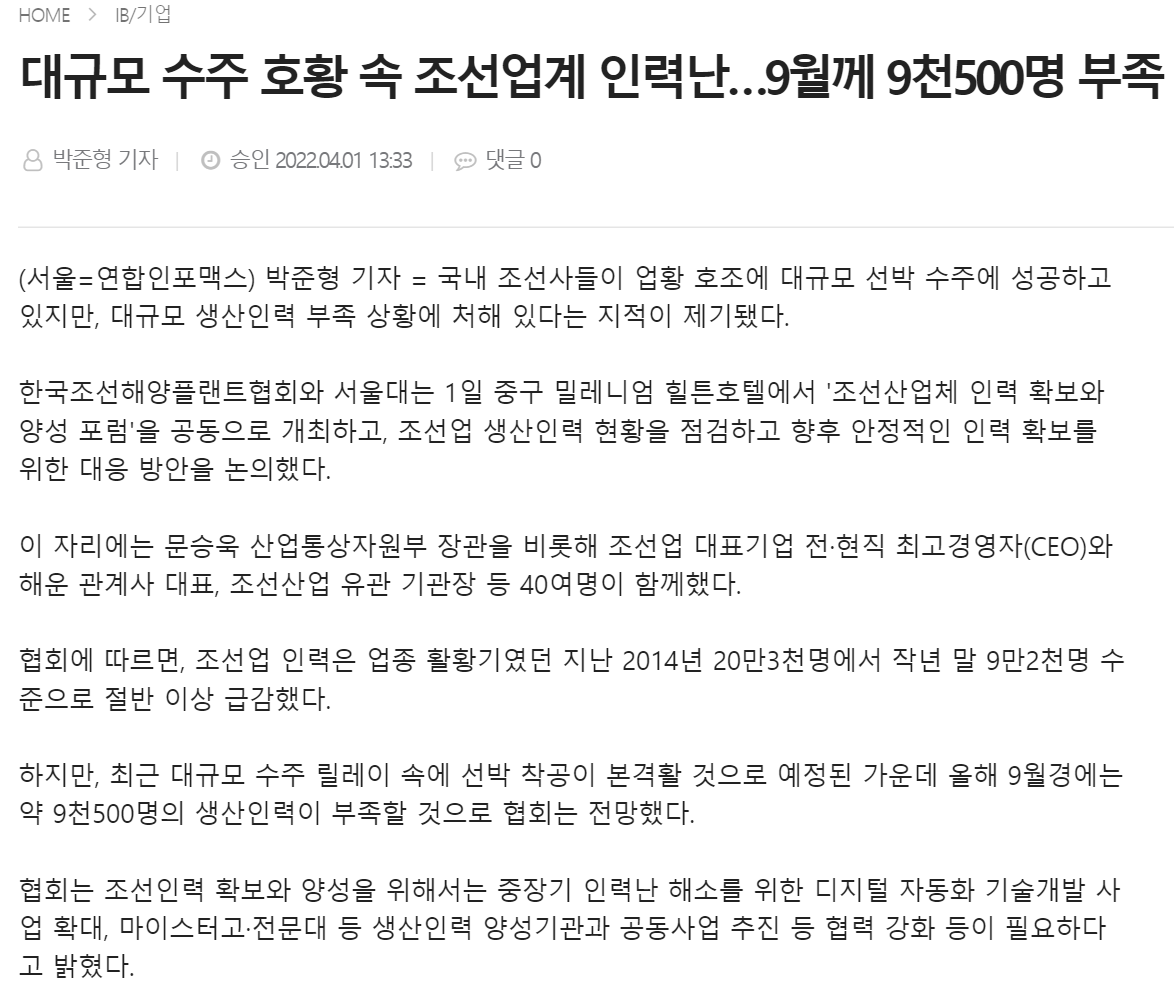 HOME > IB/기업
대규모 수주 호황 속 조선업계 인력난…9월께 9천500명 부족
박준형 기자 | 승인 2022.04.01 13:33 | 댓글 0
(서울=연합인포맥스) 박준형 기자 = 국내 조선사들이 업황 호조에 대규모 선박 수주에 성공하고
있지만, 대규모 생산인력 부족 상황에 처해 있다는 지적이 제기됐다.
한국조선해양플랜트협회와 서울대는 1일 중구 밀레니엄 힐튼호텔에서 '조선산업체 인력 확보와
양성 포럼'을 공동으로 개최하고, 조선업 생산인력 현황을 점검하고 향후 안정적인 인력 확보를
위한 대응 방안을 논의했다.
이 자리에는 문승욱 산업통상자원부 장관을 비롯해 조선업 대표기업 전·현직 최고경영자(CEO)와
해운 관계사 대표, 조선산업 유관 기관장 등 40여명이 함께했다.
협회에 따르면, 조선업 인력은 업종 활황기였던 지난 2014년 20만3천명에서 작년 말 9만2천명 수
준으로 절반 이상 급감했다.
하지만, 최근 대규모 수주 릴레이 속에 선박 착공이 본격활 것으로 예정된 가운데 올해 9월경에는
약 9천500명의 생산인력이 부족할 것으로 협회는 전망했다.
협회는 조선인력 확보와 양성을 위해서는 중장기 인력난 해소를 위한 디지털 자동화 기술개발 사
업 확대, 마이스터고·전문대 등 생산인력 양성기관과 공동사업 추진 등 협력 강화 등이 필요하다
고 밝혔다.